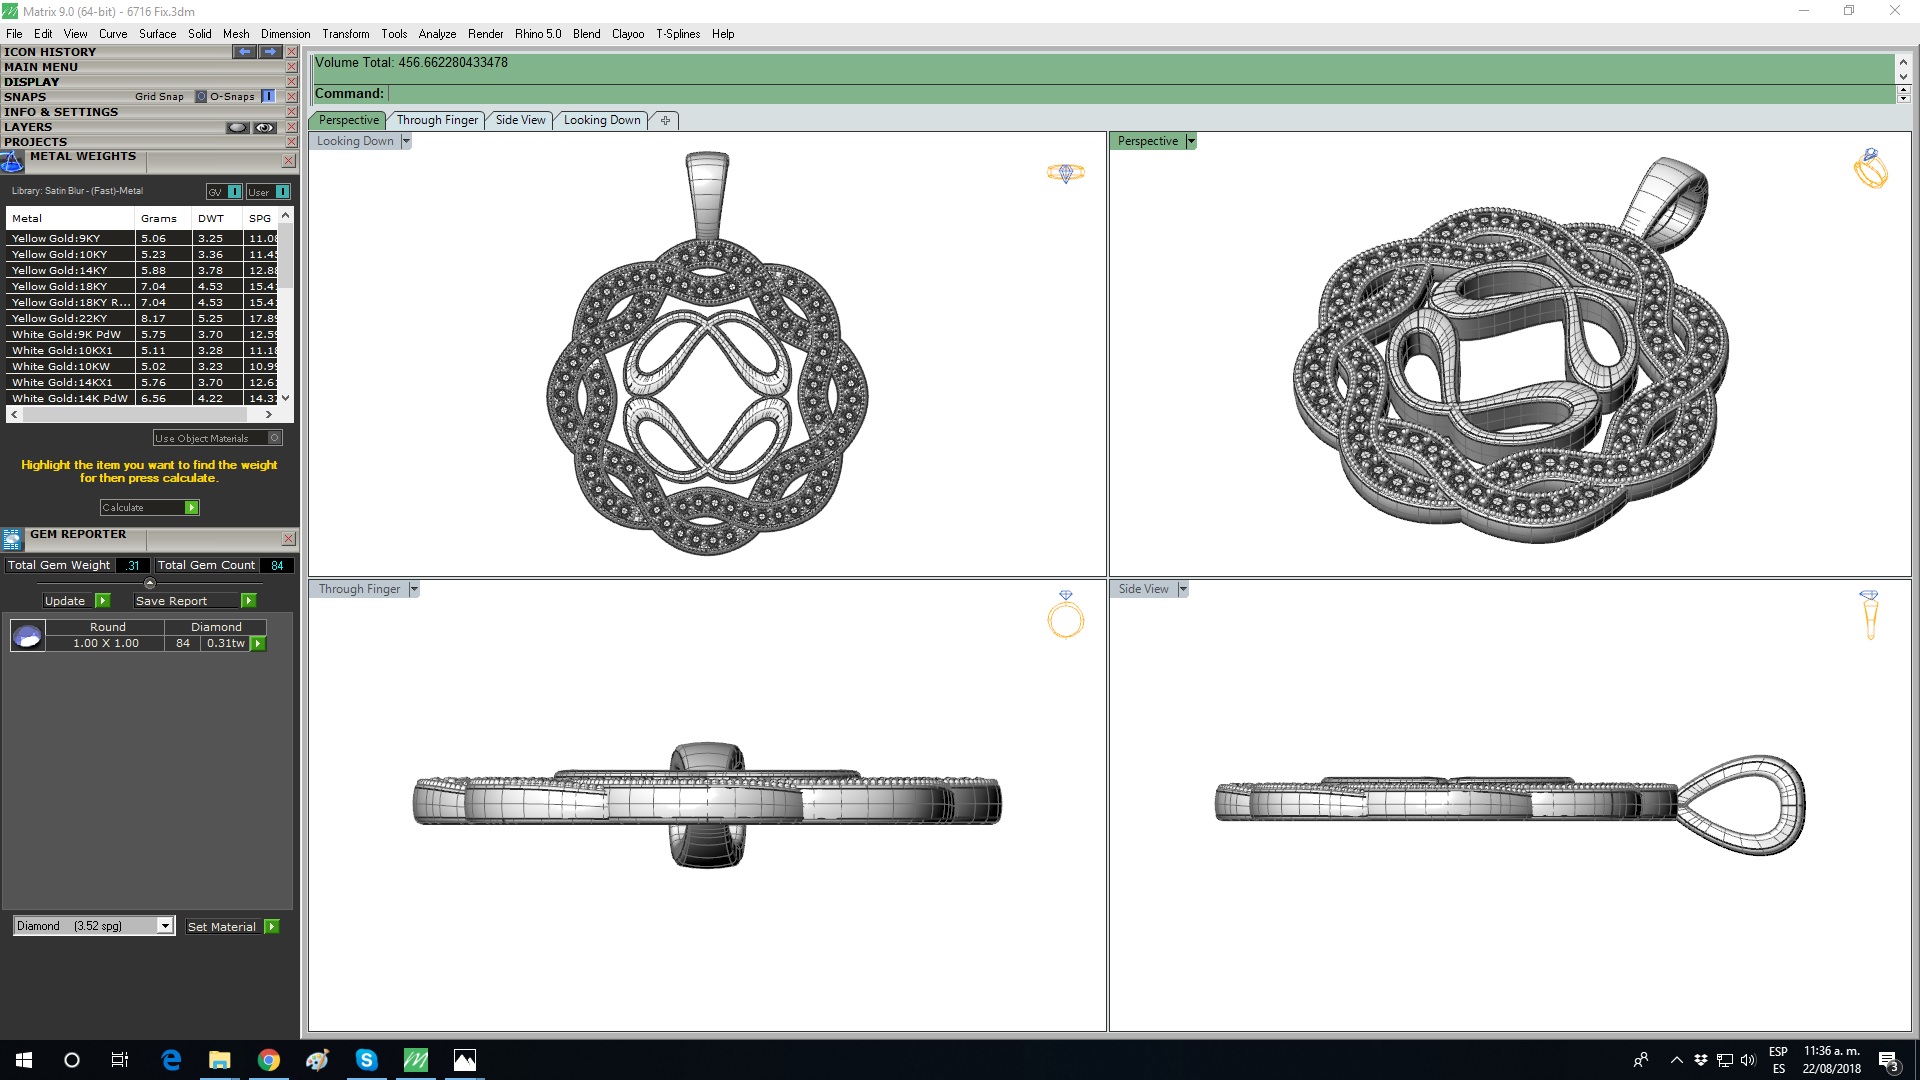 Matrix 9.0 (64-bit) - 6716 Fix.3dm
File Edit View Curve Surface Solid Mesh Dimension Transform Tools Analyze Render Rhino 5.0 Blend Clayoo T-Splines Help
ICON HISTORY
MAIN MENU
DISPLAY
SNAPS Grid Snap O-Snaps
INFO & SETTINGS
LAYERS
PROJECTS
METAL WEIGHTS
Library: Satin Blur - (Fast)-Metal GV User
Metal Grams DWT SPG
Yellow Gold:9KY 5.06 3.25 11.08
Yellow Gold:10KY 5.23 3.36
Yellow Gold:14KY 5.88 3.78 12.88
Yellow Gold:18KY 7.04 4.53 15.41
Yellow Gold:18KY R... 7.04 4.53 15.41
Yellow Gold:22KY 8.17 5.25 17.89
White Gold:9K PdW 5.75 3.70 12.59
White Gold:10KX1 5.11 3.28 11.18
White Gold:10KW 5.02 3.23 10.99
White Gold:14KX1 5.76 3.70
White Gold:14K PdW 6.56 4.22
Use Object Materials
Highlight the item you want to find the weight
for then press calculate.
Calculate
GEM REPORTER
Total Gem Weight .31 Total Gem Count 84
Update Save Report
Round Diamond
1.00 X 1.00 84 0.31tw
Diamond (3.52 spg) Set Material
Volume Total: 456.662280433478
Command:
Perspective Through Finger Side View Looking Down
Looking Down
Perspective
Through Finger
Side View
ESP
ES
11:36 a. m.
22/08/2018
3